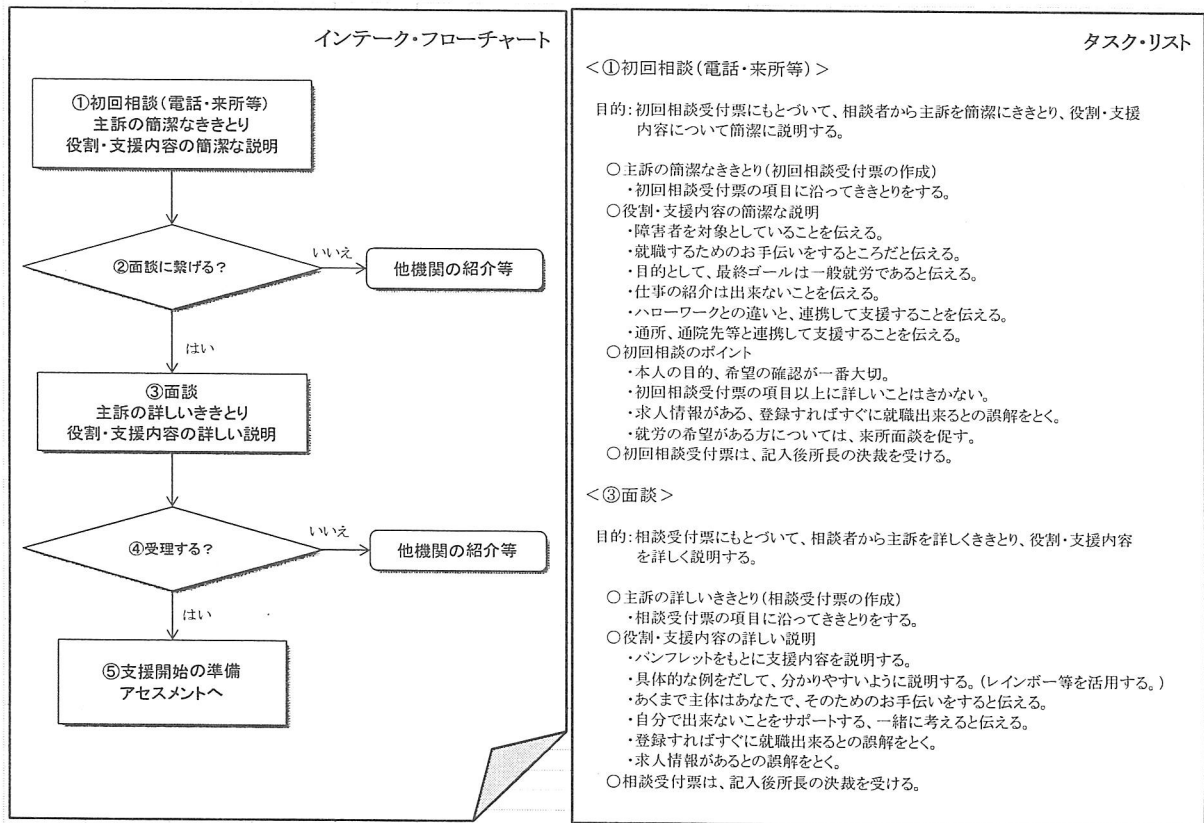 インテーク・フローチャート
①初回相談(電話・来所等)
主訴の簡潔なききとり
役割・支援内容の簡潔な説明
②面談に繋げる?
いいえ
他機関の紹介等
はい
③面談
主訴の詳しいききとり
役割・支援内容の詳しい説明
④受理する?
いいえ
他機関の紹介等
はい
⑤支援開始の準備
アセスメントへ
タスク・リスト
<①初回相談(電話・来所等)>
目的:初回相談受付票にもとづいて、相談者から主訴を簡潔にききとり、役割・支援
内容について簡潔に説明する。
○主訴の簡潔なききとり(初回相談受付票の作成)
・初回相談受付票の項目に沿ってききとりをする。
○役割・支援内容の簡潔な説明
・障害者を対象としていることを伝える。
・就職するためのお手伝いをするところだと伝える。
・目的として、最終ゴールは一般就労であると伝える。
・仕事の紹介は出来ないことを伝える。
・ハローワークとの違いと、連携して支援することを伝える。
・通所、通院先等と連携して支援することを伝える。
○初回相談のポイント
・本人の目的、希望の確認が一番大切。
・初回相談受付票の項目以上に詳しいことはきかない。
・求人情報がある、登録すればすぐに就職出来るとの誤解をとく。
・就労の希望がある方については、来所面談を促す。
○初回相談受付票は、記入後所長の決裁を受ける。
<③面談>
目的:相談受付票にもとづいて、相談者から主訴を詳しくききとり、役割・支援内容
を詳しく説明する。
○主訴の詳しいききとり(相談受付票の作成)
・相談受付票の項目に沿ってききとりをする。
○役割・支援内容の詳しい説明
・パンフレットをもとに支援内容を説明する。
・具体的な例をだして、分かりやすいように説明する。(レインボー等を活用する。)
・あくまで主体はあなたで、そのためのお手伝いをすると伝える。
・自分で出来ないことをサポートする、一緒に考えると伝える。
・登録すればすぐに就職出来るとの誤解をとく。
・求人情報があるとの誤解をとく。
○相談受付票は、記入後所長の決裁を受ける。